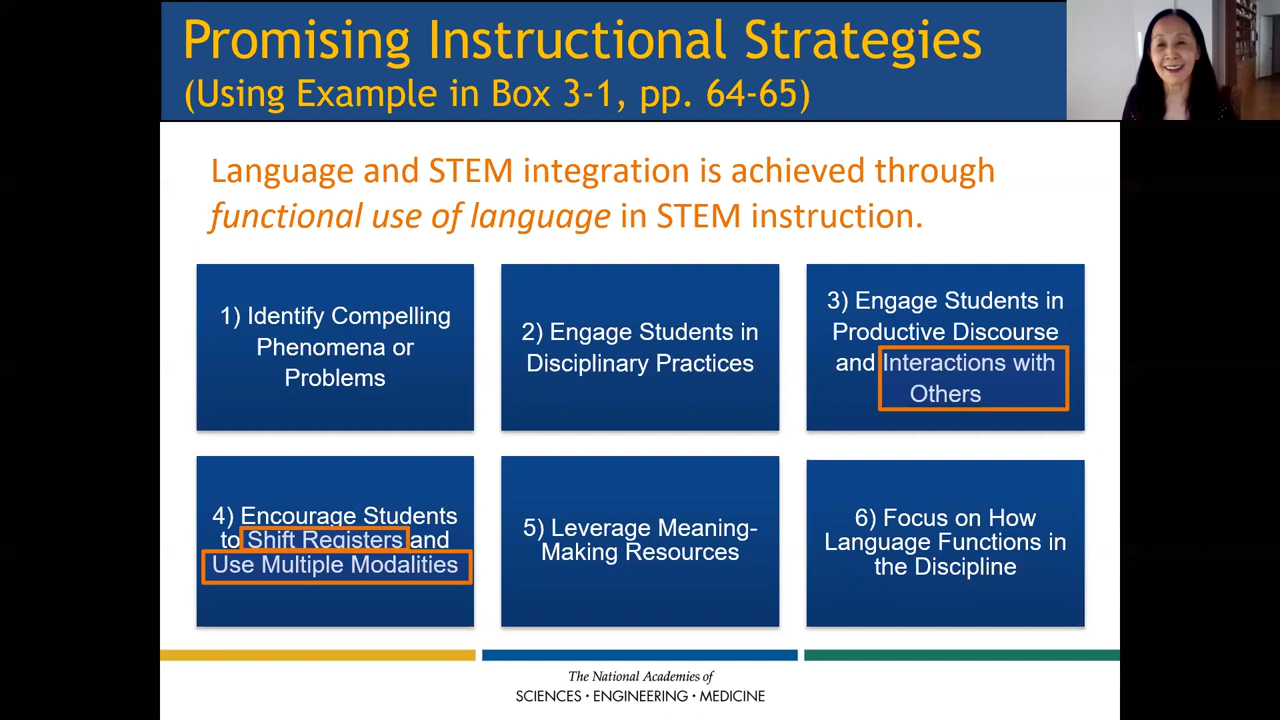 Promising Instructional Strategies
(Using Example in Box 3-1, pp. 64-65)
Language and STEM integration is achieved through
functional use of language in STEM instruction.
1) Identify Compelling
Phenomena or
Problems
2) Engage Students in
Disciplinary Practices
3) Engage Students in
Productive Discourse
and Interactions with
Others
4) Encourage Students
to Shift Registers and
Use Multiple Modalities
5) Leverage Meaning-
Making Resources
6) Focus on How
Language Functions in
the Discipline
The National Academies of
SCIENCES · ENGINEERING · MEDICINE